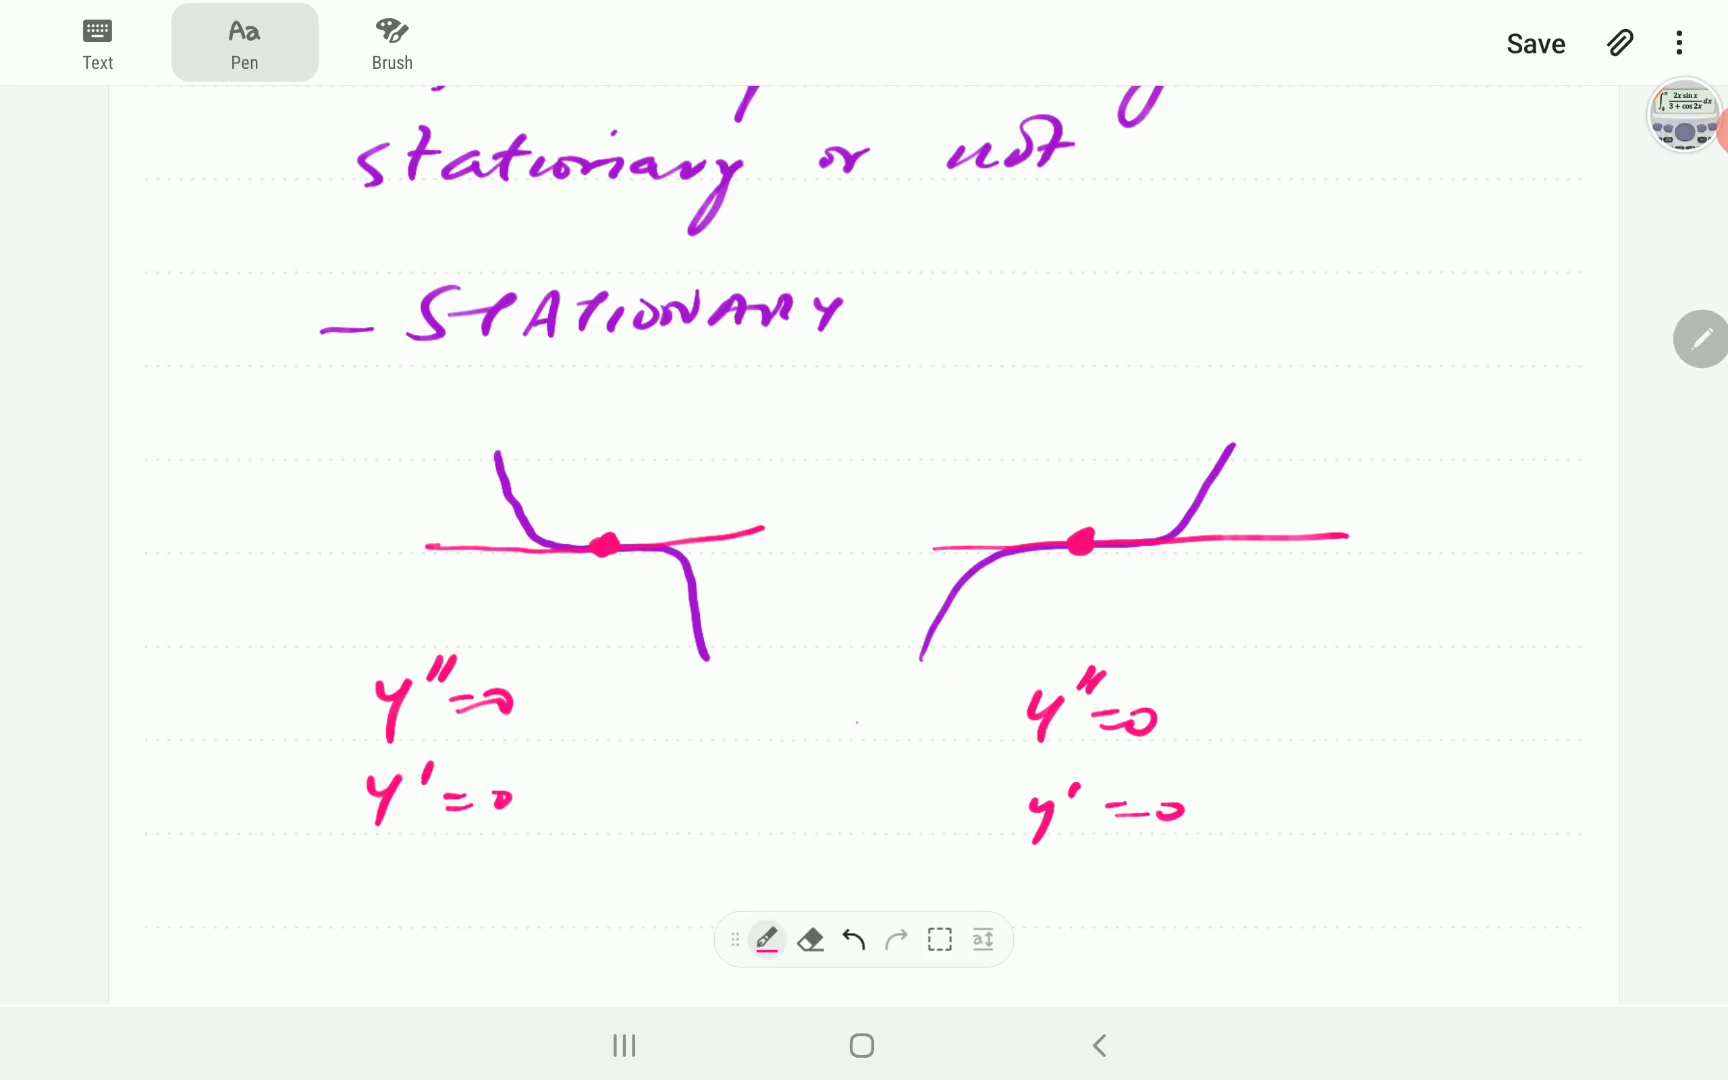 Text Pen Brush Save
stationary or not
– STATIONARY
y''=0 y''=0
y'=0 y'=0